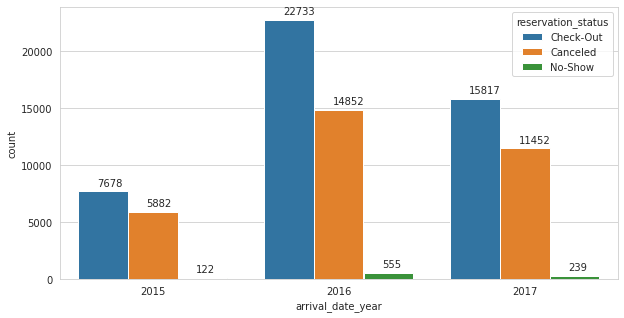 22733
reservation_status
Check-Out
Canceled
No-Show
20000
15817
14852
15000
11452
10000
7678
5882
5000
122
555
239
0
2015
2016
2017
count
arrival_date_year